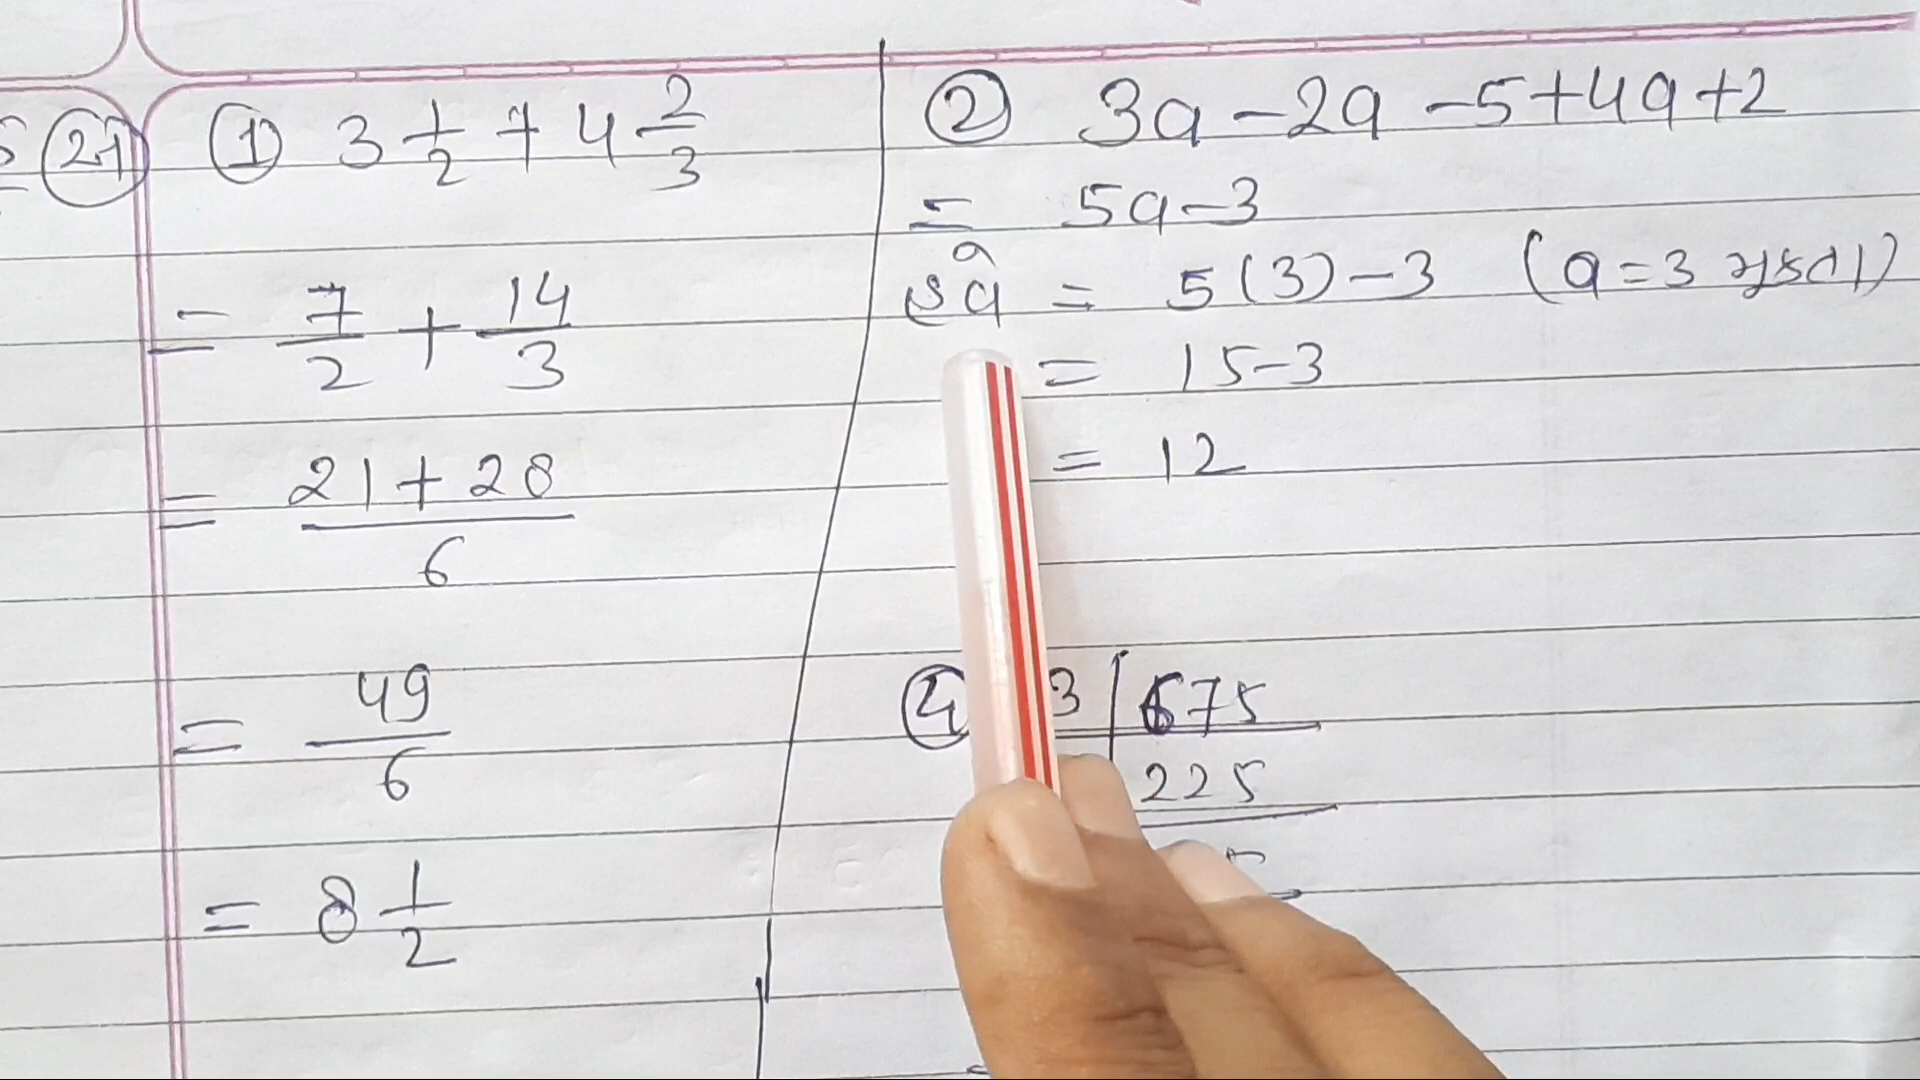 (21) (1) 3 1/2 + 4 2/3
= 7/2 + 14/3
= 21 + 28 / 6
= 49/6
= 8 1/2
(2) 3a - 2a - 5 + 4a + 2
= 5a - 3
= 5(3) - 3 (a = 3 મુકતા)
= 15 - 3
= 12
(4) 3 | 675
225